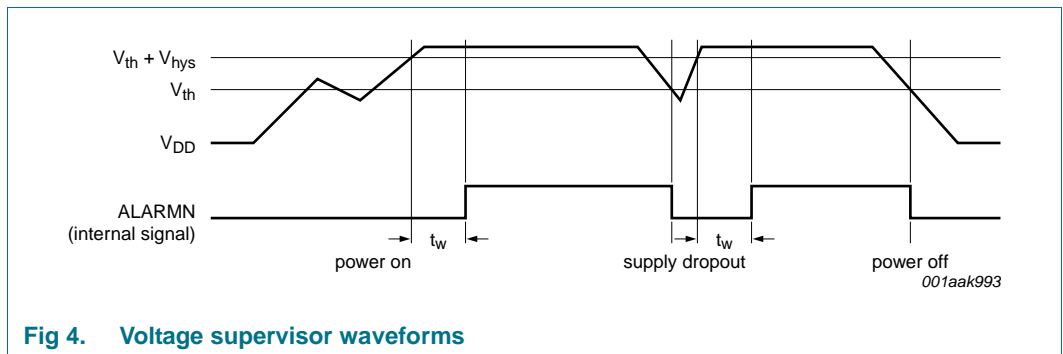 Vth + Vhys
Vth
VDD
ALARMN
(internal signal)
tw
tw
power on
supply dropout
power off
001aak993
Fig 4. Voltage supervisor waveforms